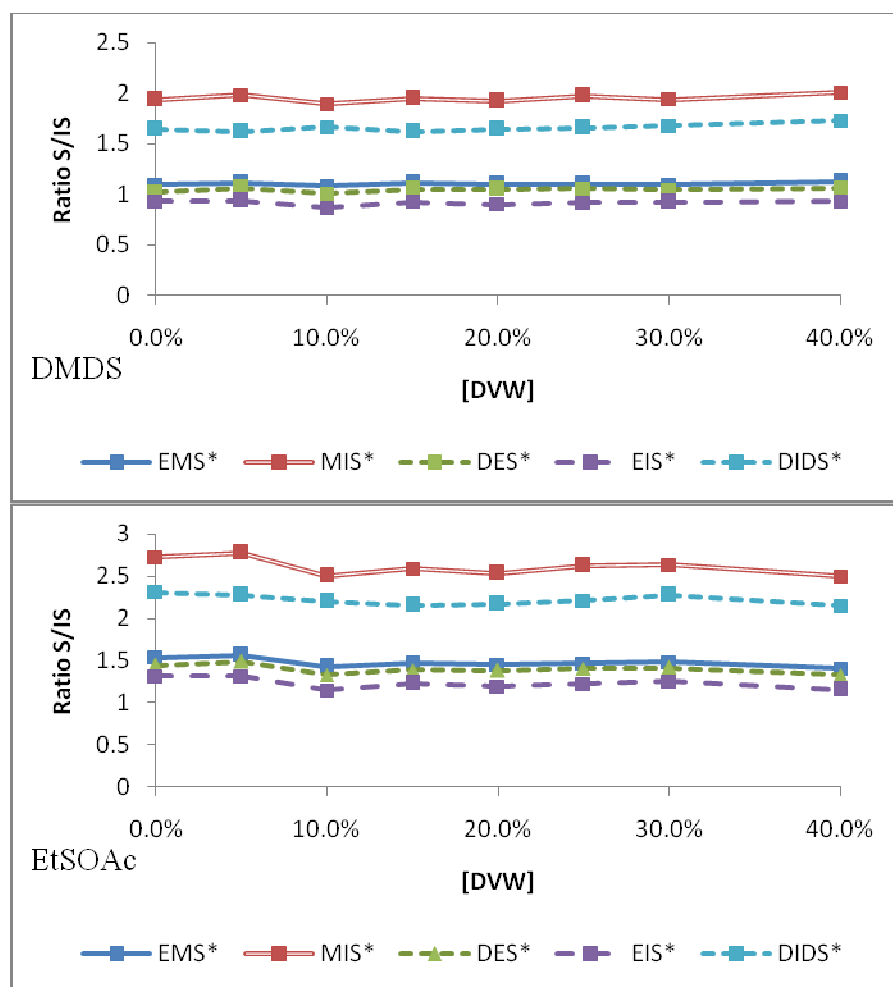 2.5
2
1.5
1
0.5
0
Ratio S/IS
0.0% 10.0% 20.0% 30.0% 40.0%
DMDS
[DVW]
EMS* MIS* DES* EIS* DIDS*
3
2.5
2
1.5
1
0.5
0
Ratio S/IS
0.0% 10.0% 20.0% 30.0% 40.0%
EtSOAc
[DVW]
EMS* MIS* DES* EIS* DIDS*